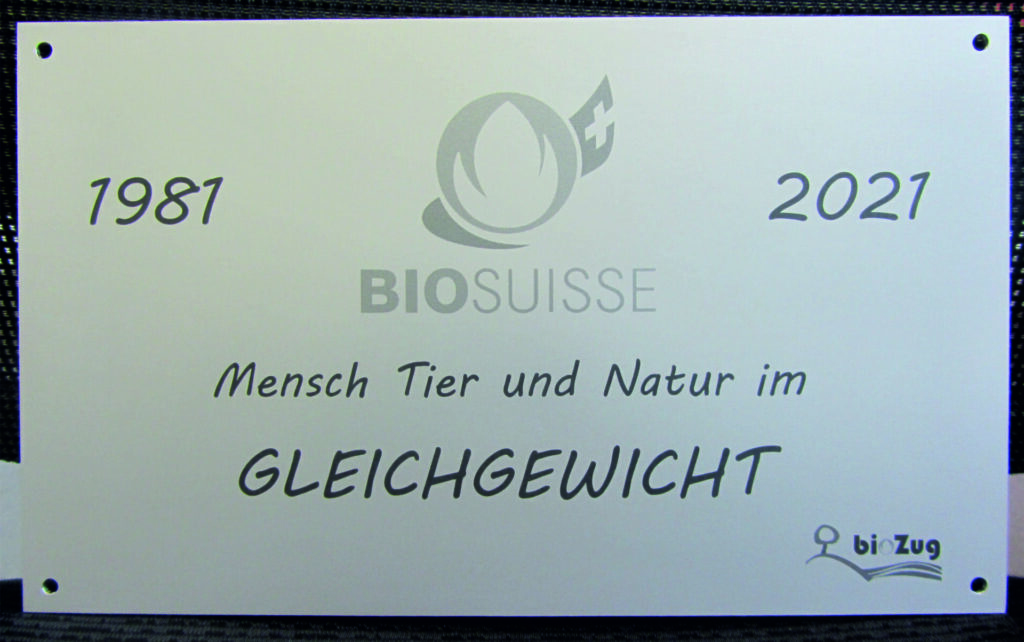 1981 2021
BIOSUISSE
Mensch Tier und Natur im
GLEICHGEWICHT
bioZug